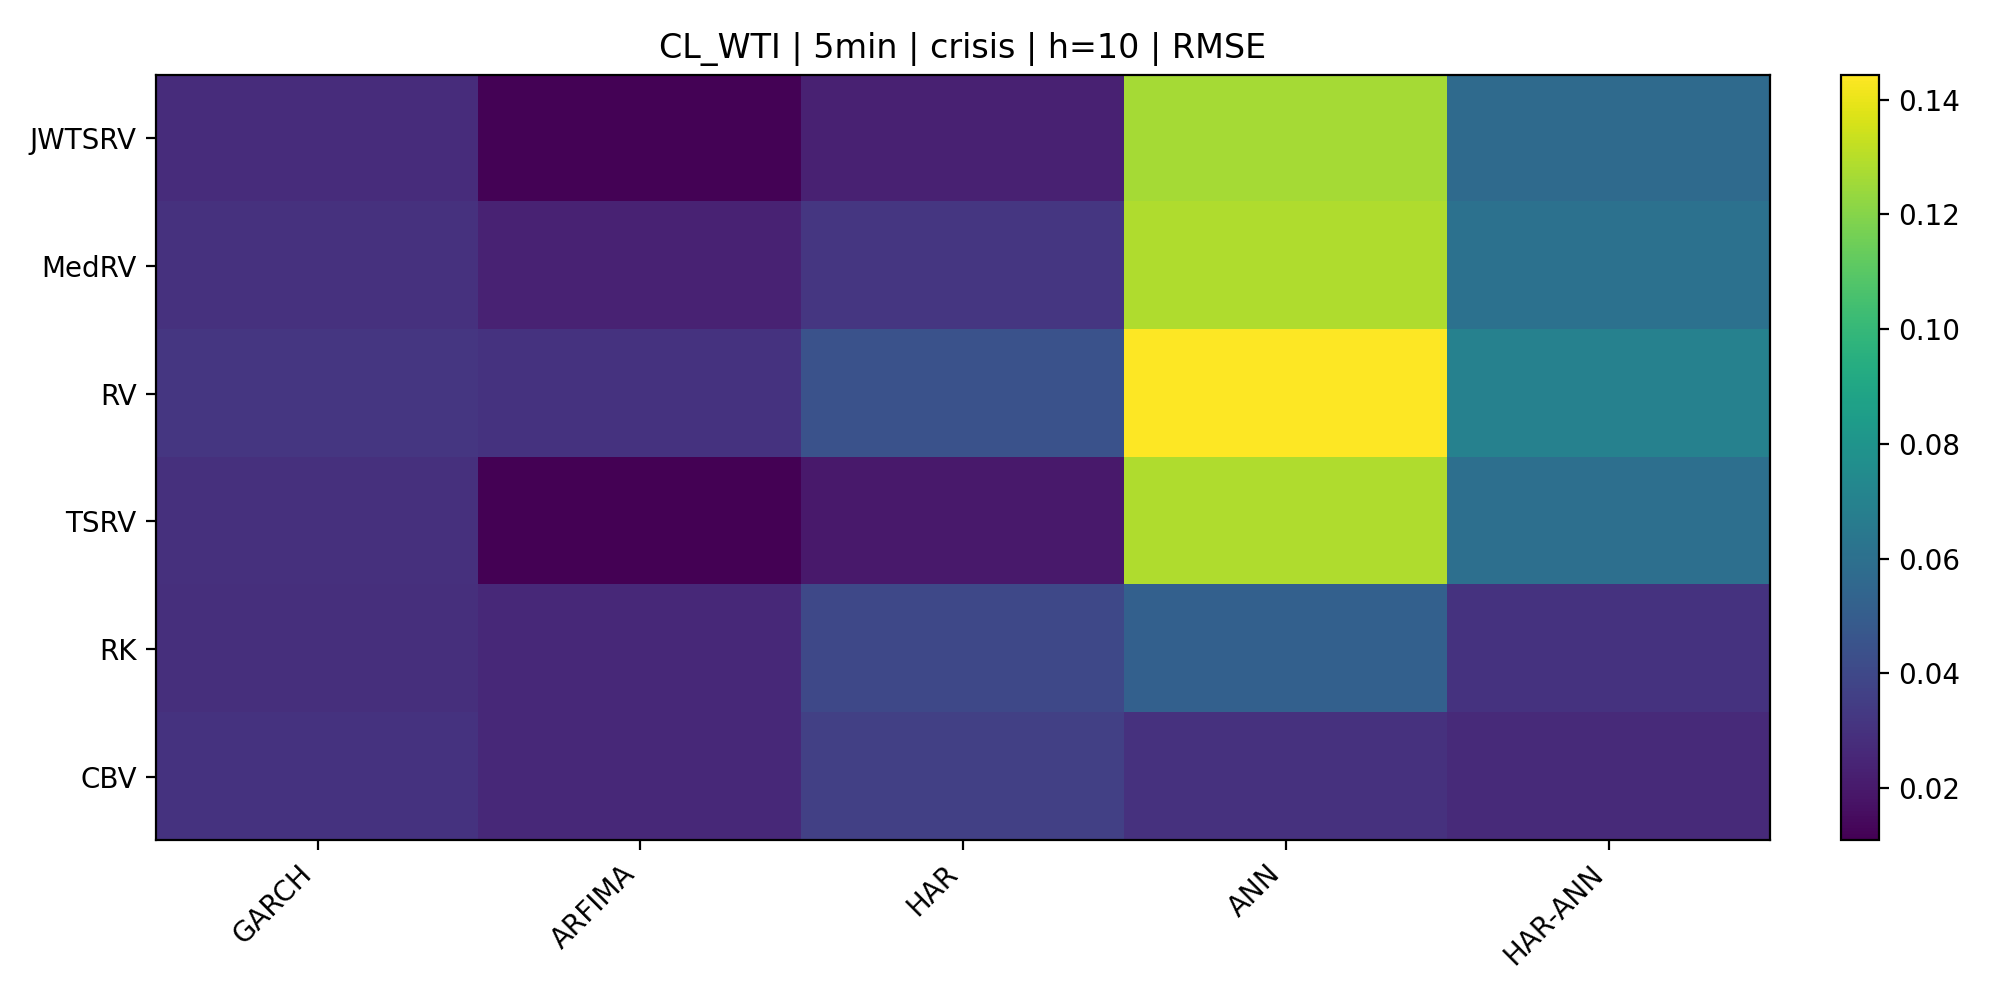 CL_WTI | 5min | crisis | h=10 | RMSE
JWTSRV
MedRV
RV
TSRV
RK
CBV
GARCH
ARFIMA
HAR
ANN
HAR-ANN
0.14
0.12
0.10
0.08
0.06
0.04
0.02